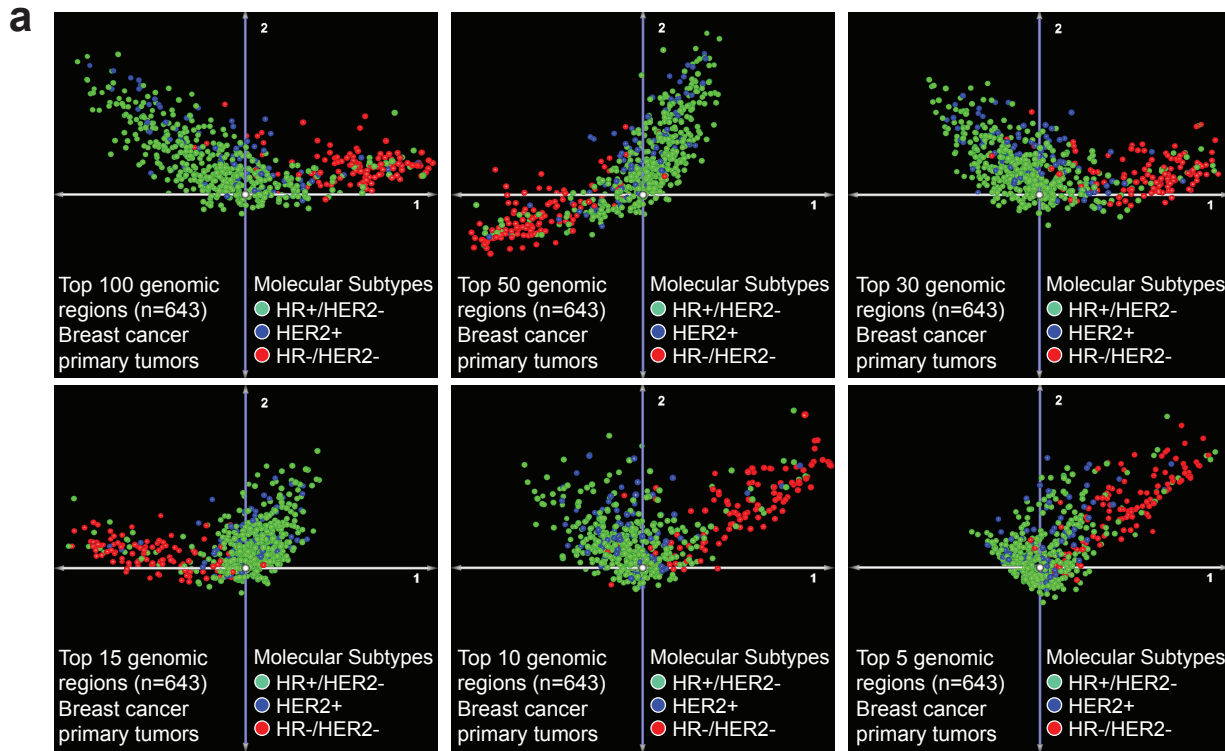 a
2
1
Top 100 genomic
regions (n=643)
Breast cancer
primary tumors
Molecular Subtypes
HR+/HER2-
HER2+
HR-/HER2-
2
1
Top 50 genomic
regions (n=643)
Breast cancer
primary tumors
Molecular Subtypes
HR+/HER2-
HER2+
HR-/HER2-
2
1
Top 30 genomic
regions (n=643)
Breast cancer
primary tumors
Molecular Subtypes
HR+/HER2-
HER2+
HR-/HER2-
2
1
Top 15 genomic
regions (n=643)
Breast cancer
primary tumors
Molecular Subtypes
HR+/HER2-
HER2+
HR-/HER2-
2
1
Top 10 genomic
regions (n=643)
Breast cancer
primary tumors
Molecular Subtypes
HR+/HER2-
HER2+
HR-/HER2-
2
1
Top 5 genomic
regions (n=643)
Breast cancer
primary tumors
Molecular Subtypes
HR+/HER2-
HER2+
HR-/HER2-